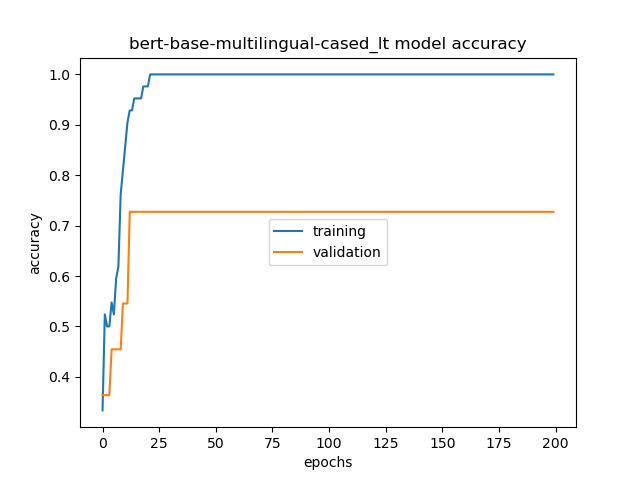 bert-base-multilingual-cased_lt model accuracy
1.0
0.9
0.8
0.7
0.6
0.5
0.4
accuracy
training
validation
0 25 50 75 100 125 150 175 200
epochs